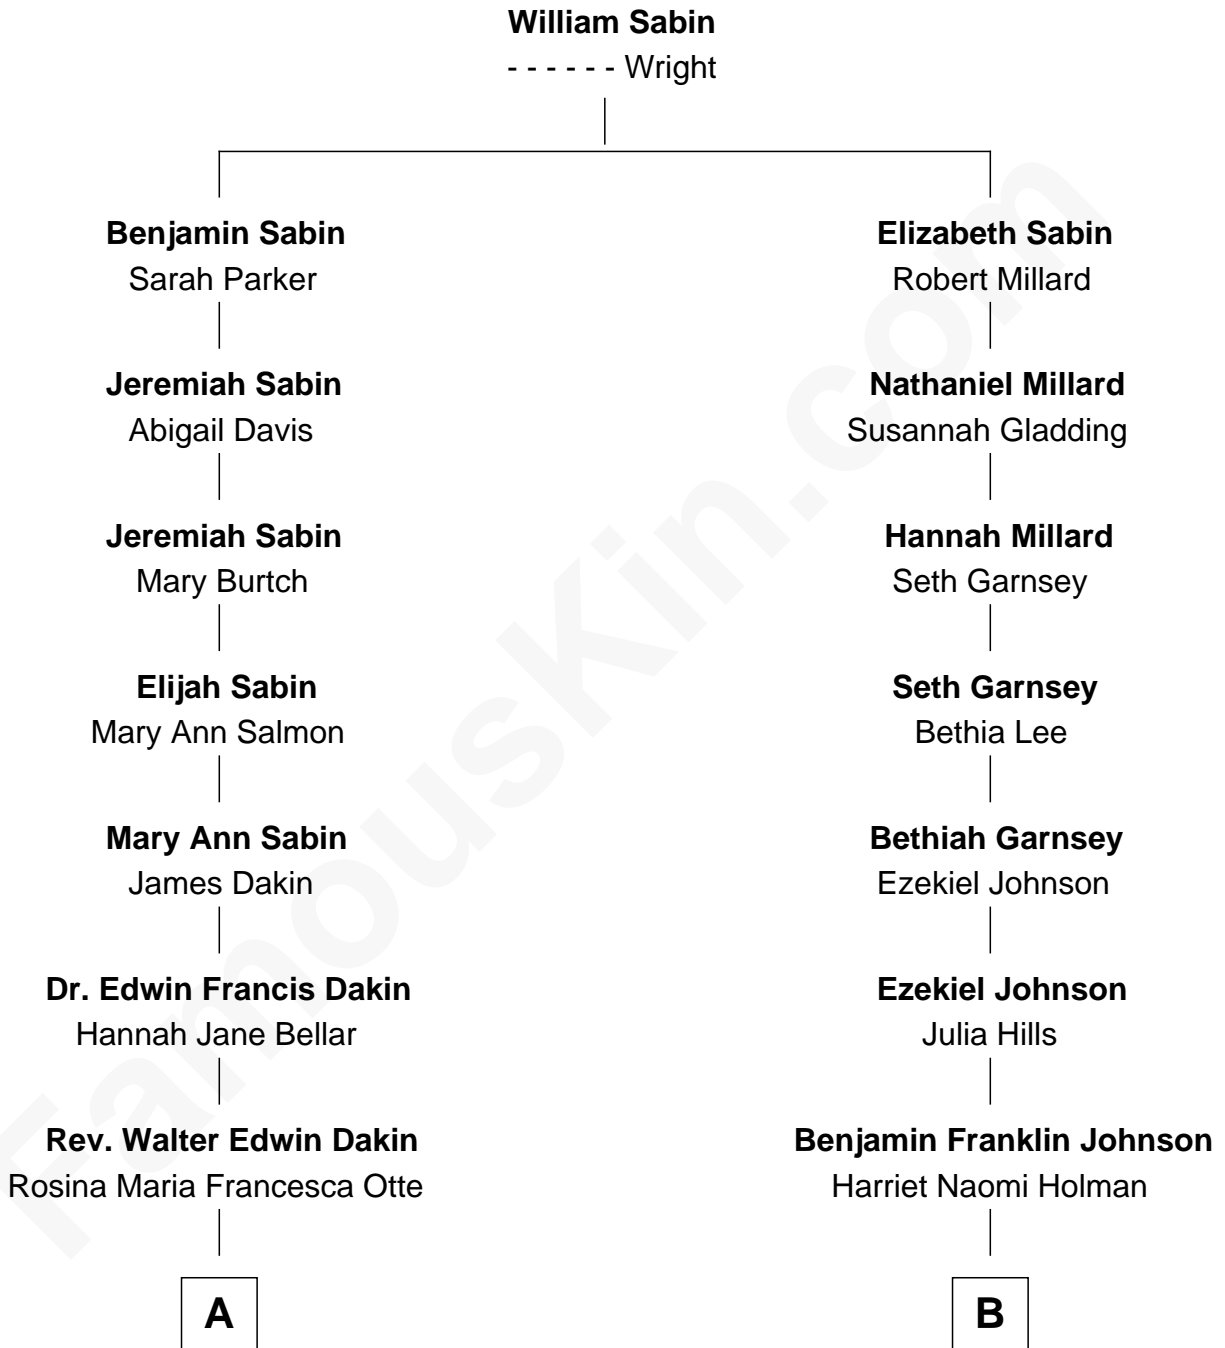 William Sabin
- - - - - - Wright
Benjamin Sabin
Sarah Parker
Elizabeth Sabin
Robert Millard
Jeremiah Sabin
Abigail Davis
Nathaniel Millard
Susannah Gladding
Jeremiah Sabin
Mary Burtch
Hannah Millard
Seth Garnsey
Elijah Sabin
Mary Ann Salmon
Seth Garnsey
Bethia Lee
Mary Ann Sabin
James Dakin
Bethiah Garnsey
Ezekiel Johnson
Dr. Edwin Francis Dakin
Hannah Jane Bellar
Ezekiel Johnson
Julia Hills
Rev. Walter Edwin Dakin
Rosina Maria Francesca Otte
Benjamin Franklin Johnson
Harriet Naomi Holman
A
B
FamousKin.com